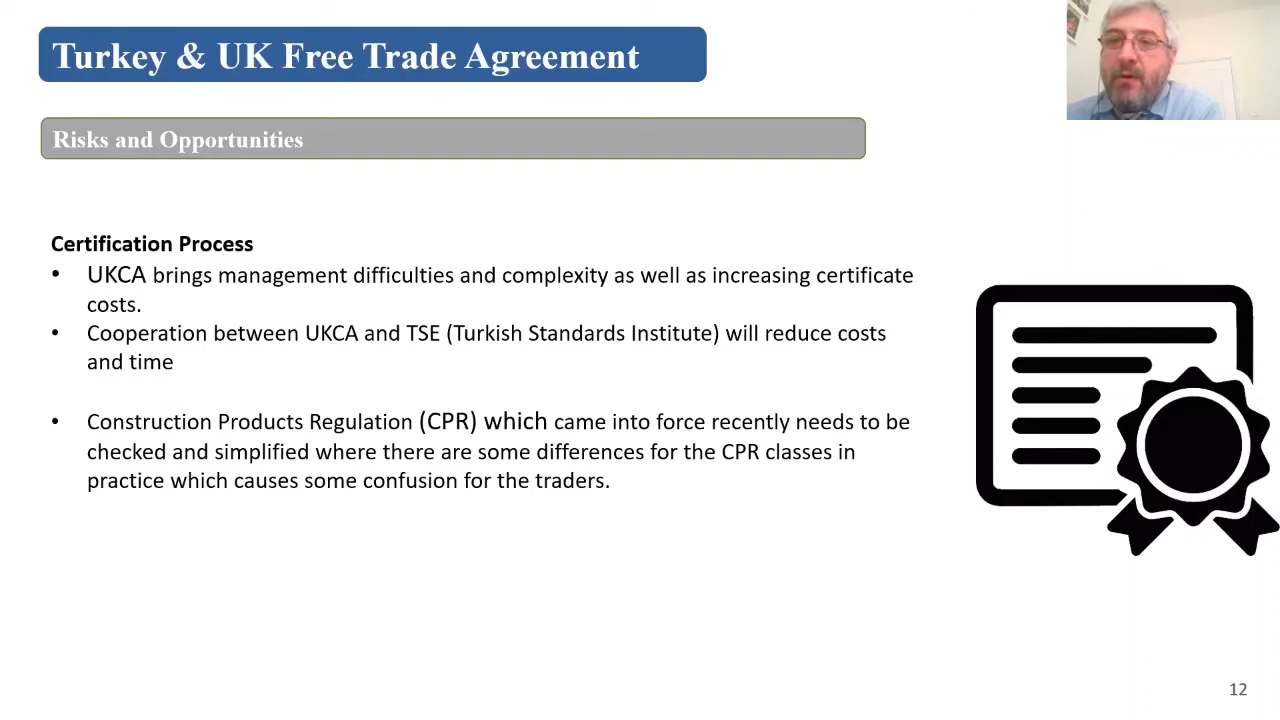 Turkey & UK Free Trade Agreement
Risks and Opportunities
Certification Process
• UKCA brings management difficulties and complexity as well as increasing certificate
costs.
• Cooperation between UKCA and TSE (Turkish Standards Institute) will reduce costs
and time
• Construction Products Regulation (CPR) which came into force recently needs to be
checked and simplified where there are some differences for the CPR classes in
practice which causes some confusion for the traders.
12